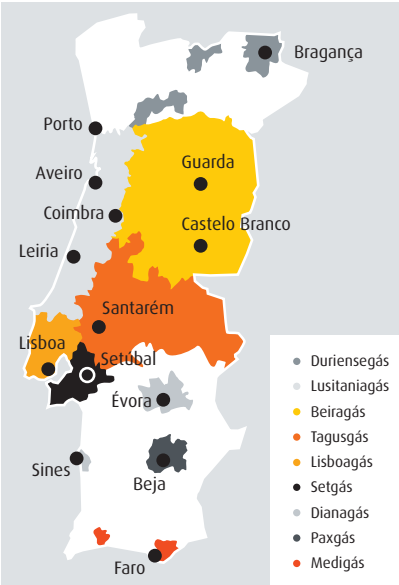 Bragança
Porto
Aveiro
Guarda
Coimbra
Castelo Branco
Leiria
Santarém
Lisboa
Setúbal
Évora
Sines
Beja
Faro
Duriensegás
Lusitaniagás
Beiragás
Tagusgás
Lisboagás
Setgás
Dianagás
Paxgás
Medigás